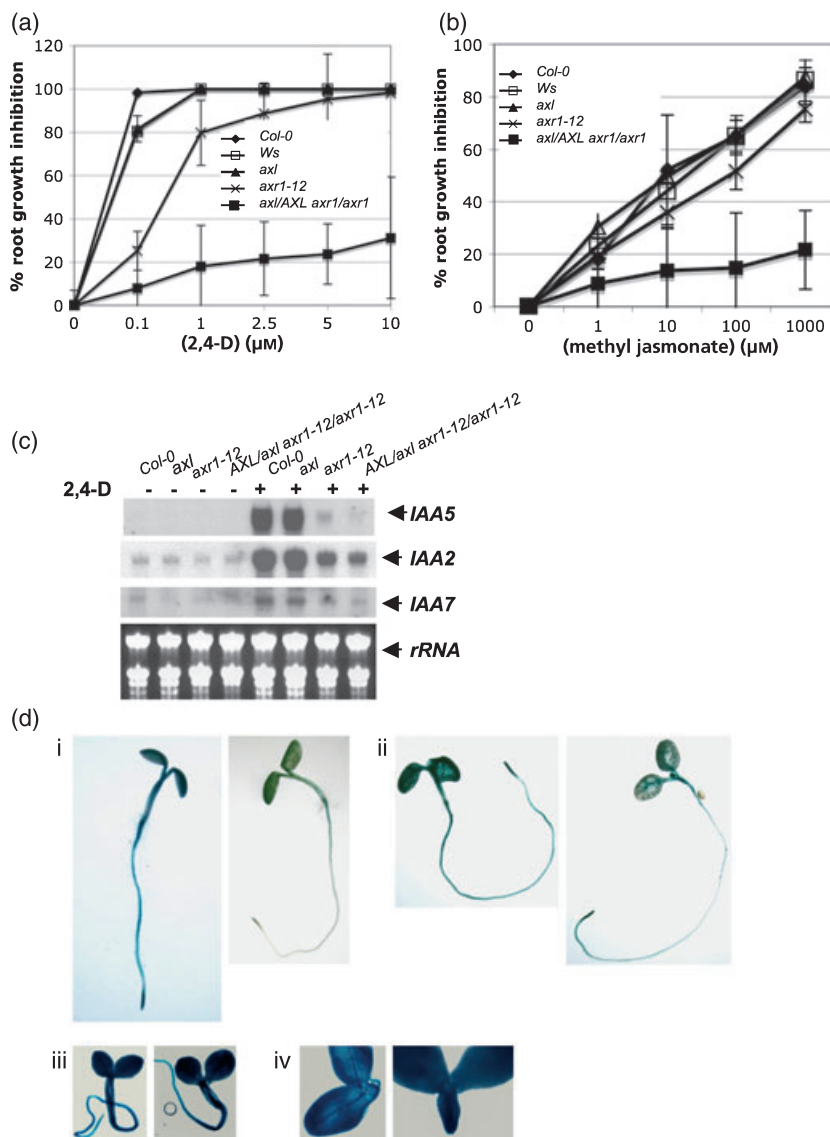 (a)
120
100
80
60
40
20
0
% root growth inhibition
Col-0
Ws
axl
axr1-12
axl/AXL axr1/axr1
0 0.1 1 2.5 5 10
(2,4-D) (µM)
(b)
100
80
60
40
20
0
% root growth inhibition
Col-0
Ws
axl
axr1-12
axl/AXL axr1/axr1
0 1 10 100 1000
(methyl jasmonate) (µM)
(c)
Col-0 axl axr1-12 AXL/axl axr1-12/axr1-12 Col-0 axl axr1-12 AXL/axl axr1-12/axr1-12
2,4-D - - - - + + + +
IAA5
IAA2
IAA7
rRNA
(d)
i
ii
iii
iv